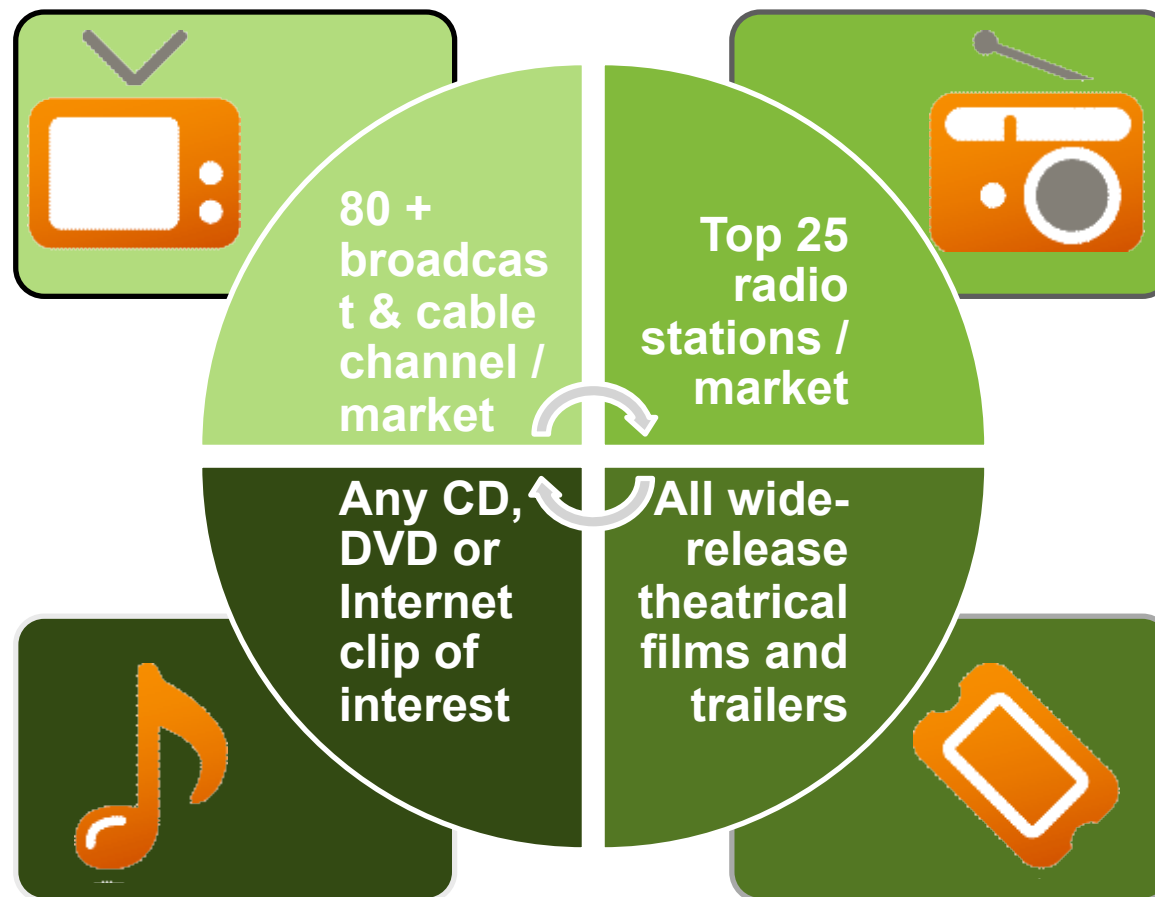 80 +
broadcas
t & cable
channel /
market
Top 25
radio
stations /
market
Any CD,
DVD or
Internet
clip of
interest
All wide-
release
theatrical
films and
trailers